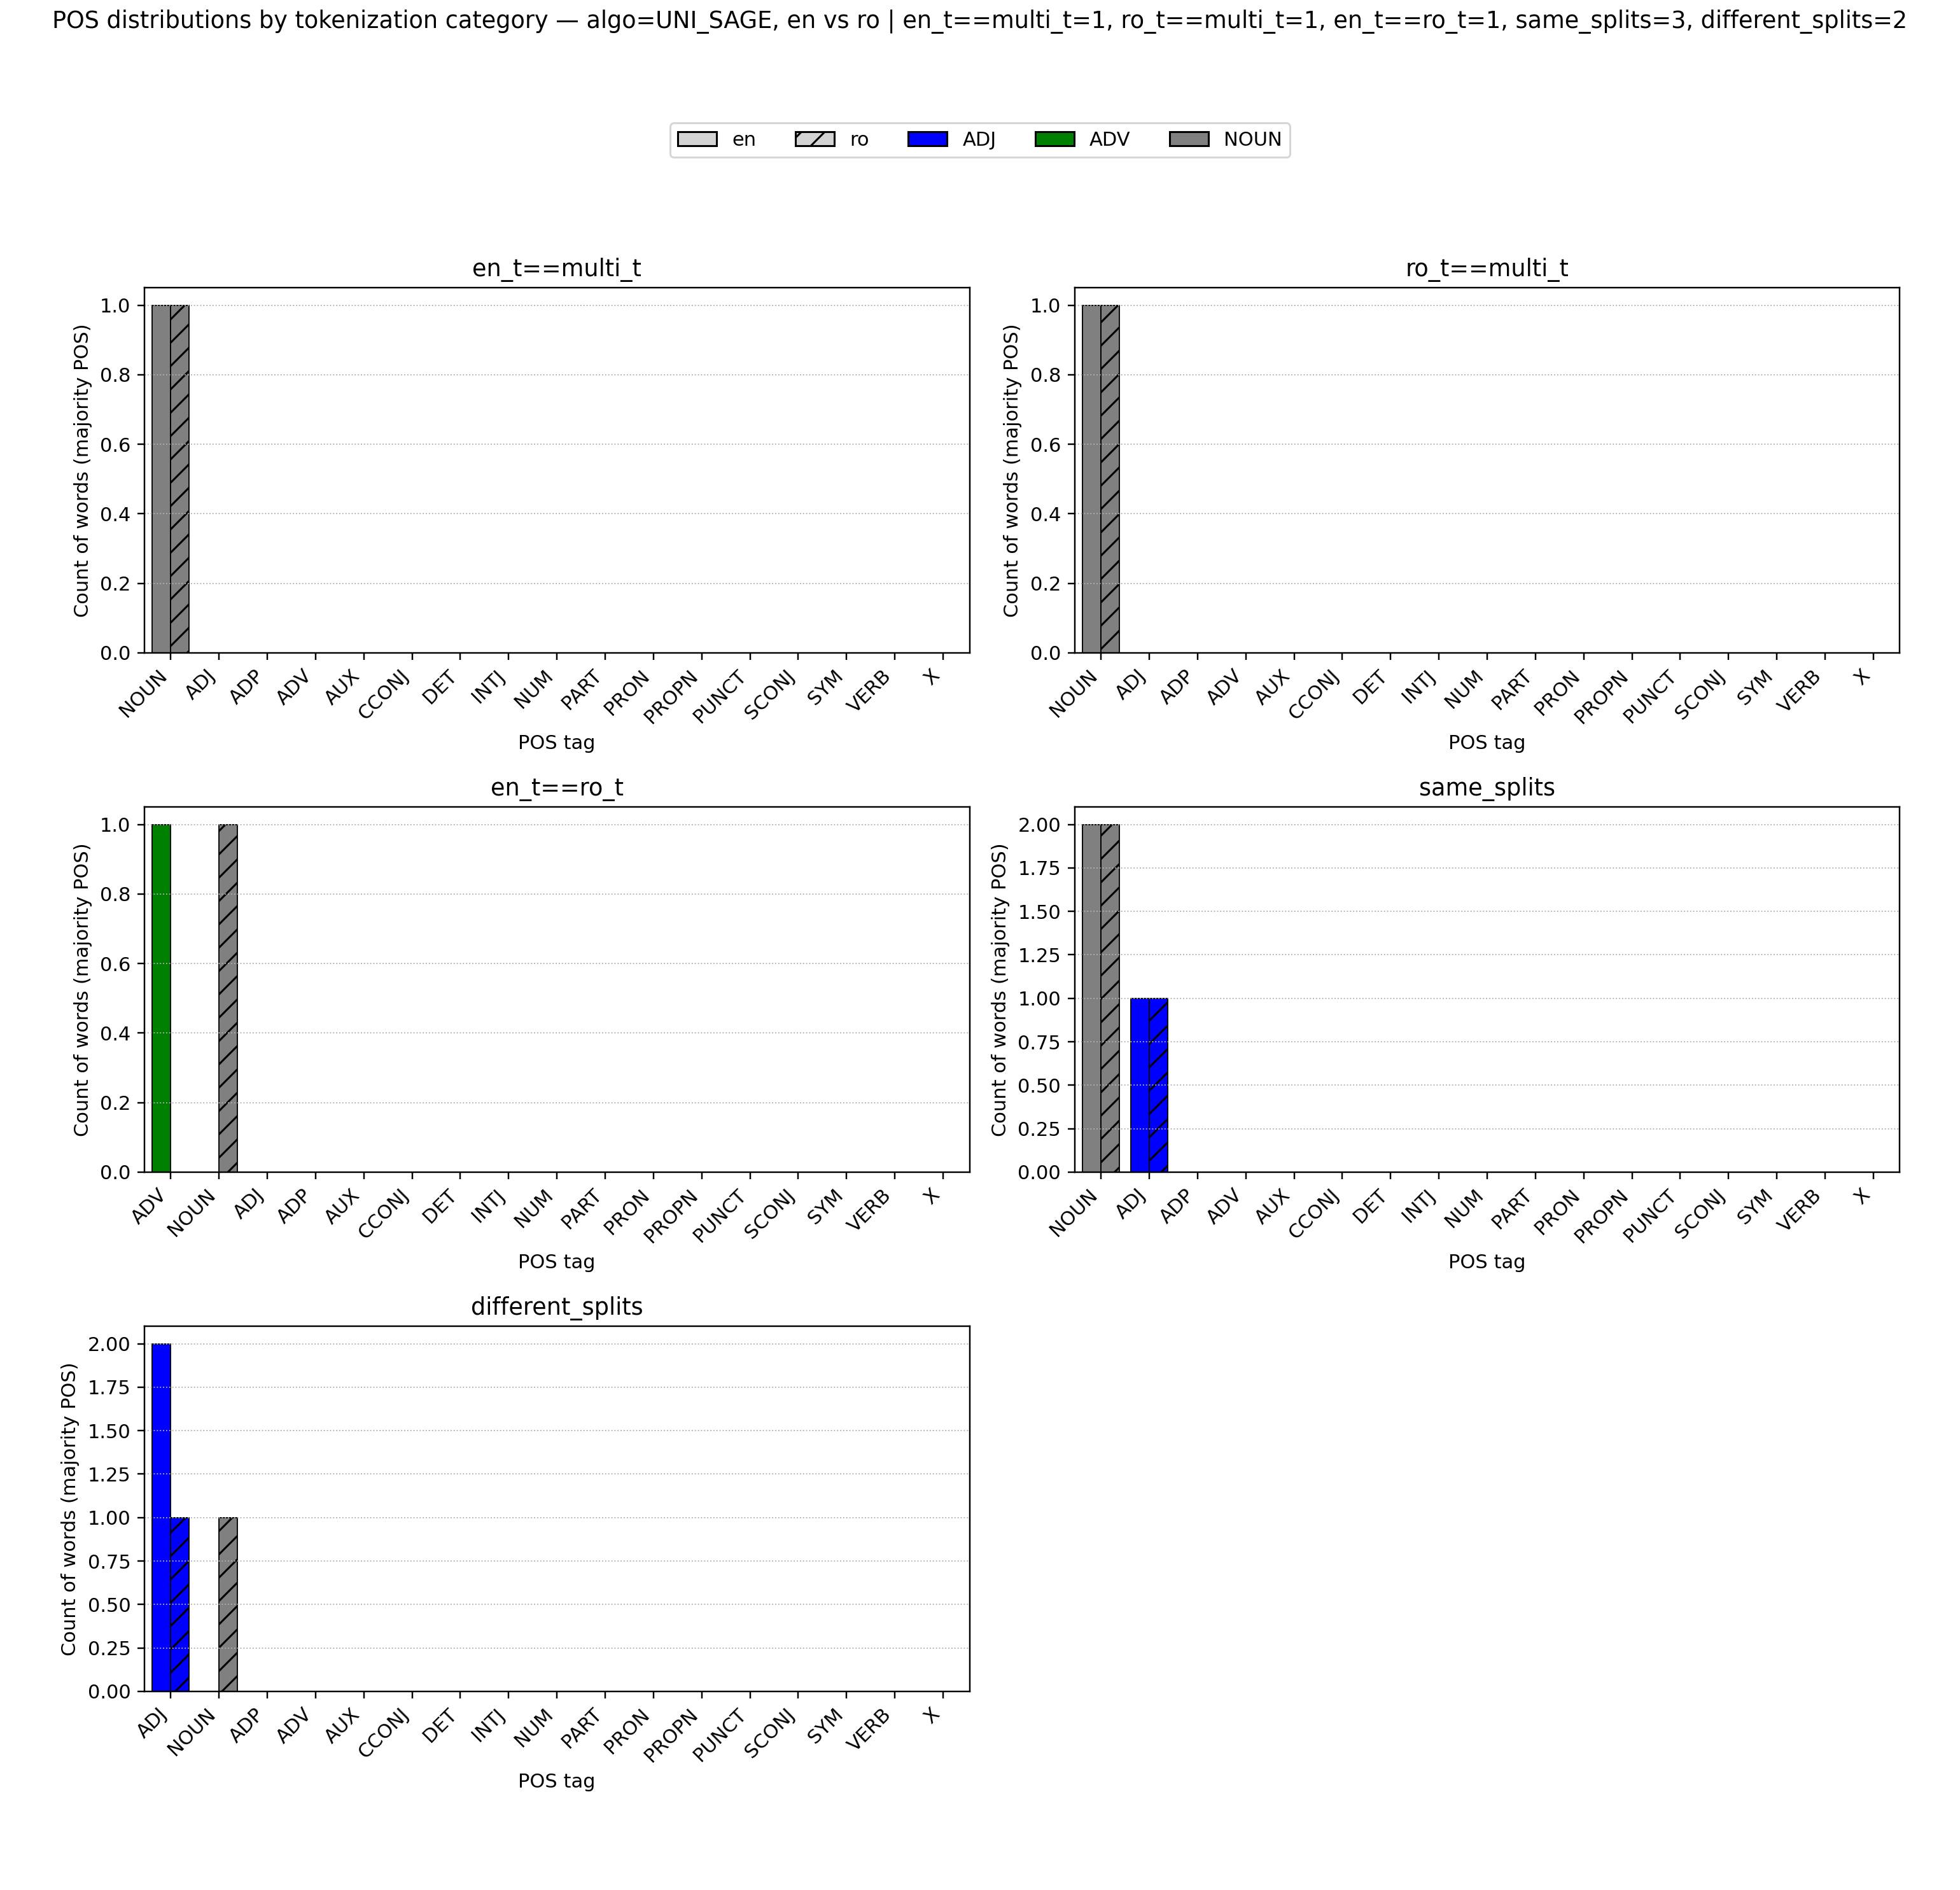 POS distributions by tokenization category — algo=UNI_SAGE, en vs ro | en_t==multi_t=1, ro_t==multi_t=1, en_t==ro_t=1, same_splits=3, different_splits=2
en ro ADJ ADV NOUN
en_t==multi_t
Count of words (majority POS)
1.0
0.8
0.6
0.4
0.2
0.0
NOUN ADJ ADP ADV AUX CCONJ DET INTJ NUM PART PRON PROPN PUNCT SCONJ SYM VERB X
POS tag
ro_t==multi_t
Count of words (majority POS)
1.0
0.8
0.6
0.4
0.2
0.0
NOUN ADJ ADP ADV AUX CCONJ DET INTJ NUM PART PRON PROPN PUNCT SCONJ SYM VERB X
POS tag
en_t==ro_t
Count of words (majority POS)
1.0
0.8
0.6
0.4
0.2
0.0
ADV NOUN ADJ ADP AUX CCONJ DET INTJ NUM PART PRON PROPN PUNCT SCONJ SYM VERB X
POS tag
same_splits
Count of words (majority POS)
2.00
1.75
1.50
1.25
1.00
0.75
0.50
0.25
0.00
NOUN ADJ ADP ADV AUX CCONJ DET INTJ NUM PART PRON PROPN PUNCT SCONJ SYM VERB X
POS tag
different_splits
Count of words (majority POS)
2.00
1.75
1.50
1.25
1.00
0.75
0.50
0.25
0.00
ADJ NOUN ADP ADV AUX CCONJ DET INTJ NUM PART PRON PROPN PUNCT SCONJ SYM VERB X
POS tag